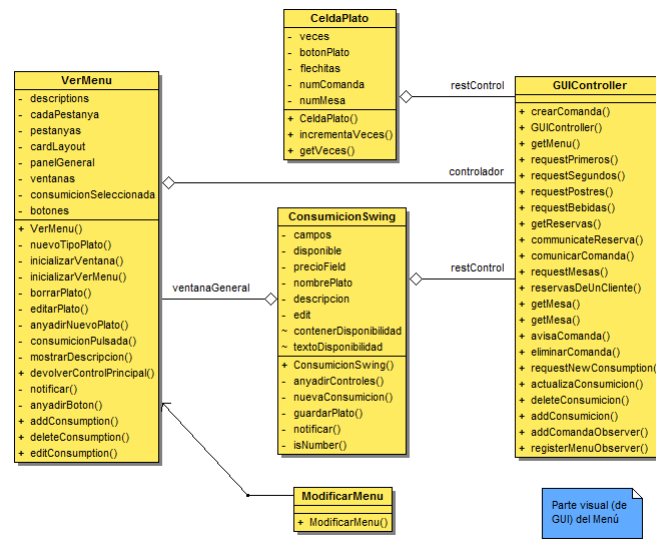 CeldaPlato
- veces
- botonPlato
- flechitas
- numComanda
- numMesa
+ CeldaPlato()
+ incrementaVeces()
+ getVeces()
VerMenu
- descriptions
- cadaPestanya
- pestanyas
- cardLayout
- panelGeneral
- ventanas
- consumicionSeleccionada
- botones
+ VerMenu()
- nuevoTipoPlato()
- inicializarVentana()
- inicializarVerMenu()
- borrarPlato()
- editarPlato()
- anyadirNuevoPlato()
- consumicionPulsada()
- mostrarDescripcion()
+ devolverControlPrincipal()
- notificar()
- anyadirBoton()
+ addConsumption()
+ deleteConsumption()
+ editConsumption()
restControl
controlador
ventanaGeneral
restControl
ConsumicionSwing
- campos
- disponible
- precioField
- nombrePlato
- descripcion
- edit
~ contenerDisponibilidad
~ textoDisponibilidad
+ ConsumicionSwing()
- anyadirControles()
- nuevaConsumicion()
- guardarPlato()
- notificar()
- isNumber()
GUIController
+ crearComanda()
+ GUIController()
+ getMenu()
+ requestPrimeros()
+ requestSegundos()
+ requestPostres()
+ requestBebidas()
+ getReservas()
+ communicateReserva()
+ comunicarComanda()
+ requestMesas()
+ reservasDeUnCliente()
+ getMesa()
+ getMesa()
+ avisaComanda()
+ eliminarComanda()
+ requestNewConsumption()
+ actualizaConsumicion()
+ deleteConsumicion()
+ addConsumicion()
+ addComandaObserver()
+ registerMenuObserver()
ModificarMenu
+ ModificarMenu()
Parte visual (de
GUI) del Menú